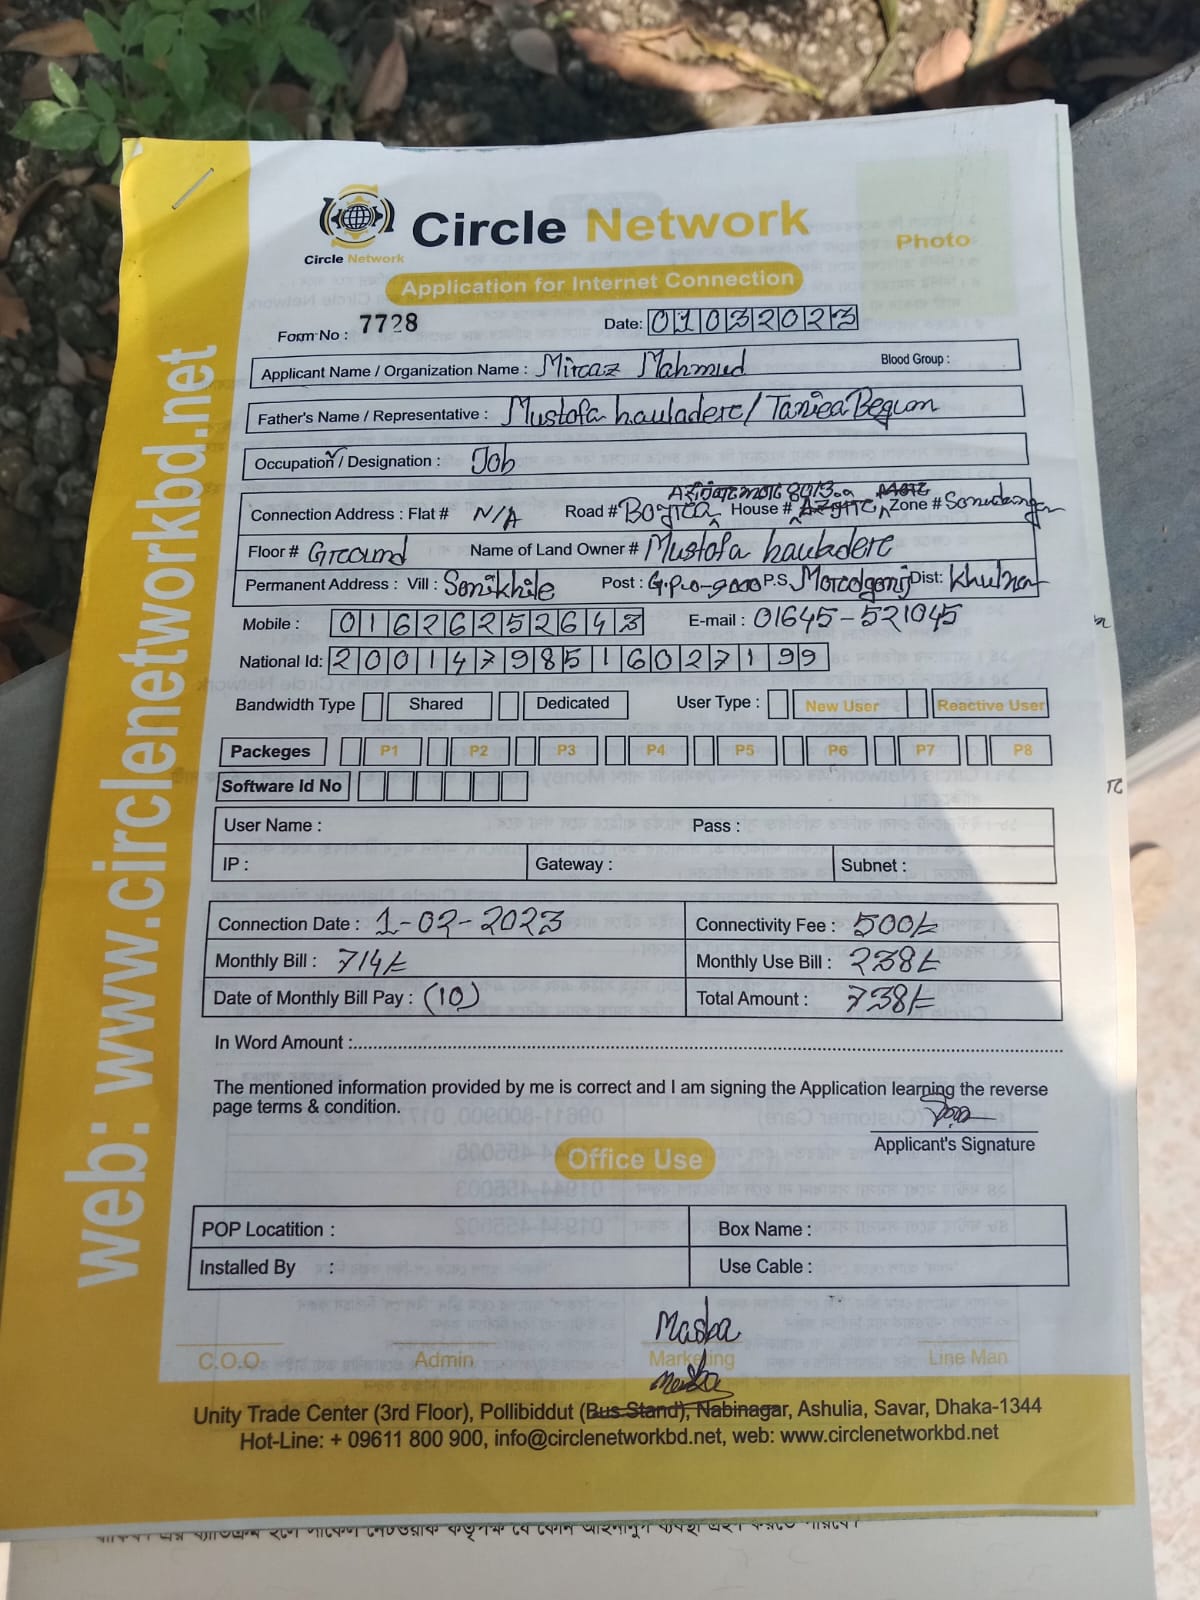 Circle Network
Circle Network
Photo
Application for Internet Connection
Form No : 7728
Date: 01032023
Applicant Name / Organization Name : Mircaz Mahmud
Blood Group :
Father's Name / Representative : Mustofa hauladere/ Taniea Begum
Occupation / Designation : Job
Connection Address : Flat # N/A Road # House # Zone #
Floor # Ground Name of Land Owner # Mustofa hauladere
Permanent Address : Vill : Sonikhile Post : G.p.o-9000 P.S. Dist: Khulna
Mobile : 01626252643 E-mail : 01645-521045
National Id: 20014798516027199
Bandwidth Type Shared Dedicated User Type : New User Reactive User
Packeges P1 P2 P3 P4 P5 P6 P7 P8
Software Id No
User Name : Pass :
IP : Gateway : Subnet :
Connection Date : 1-02-2023 Connectivity Fee : 500/=
Monthly Bill : 714/= Monthly Use Bill : 238/=
Date of Monthly Bill Pay : (10) Total Amount : 738/=
In Word Amount :
The mentioned information provided by me is correct and I am signing the Application learning the reverse
page terms & condition.
Applicant's Signature
Office Use
POP Locatition : Box Name :
Installed By : Use Cable :
Masba
C.O.O Admin Marketing Line Man
Unity Trade Center (3rd Floor), Pollibiddut (Bus Stand), Nabinagar, Ashulia, Savar, Dhaka-1344
Hot-Line: + 09611 800 900, info@circlenetworkbd.net, web: www.circlenetworkbd.net
web: www.circlenetworkbd.net